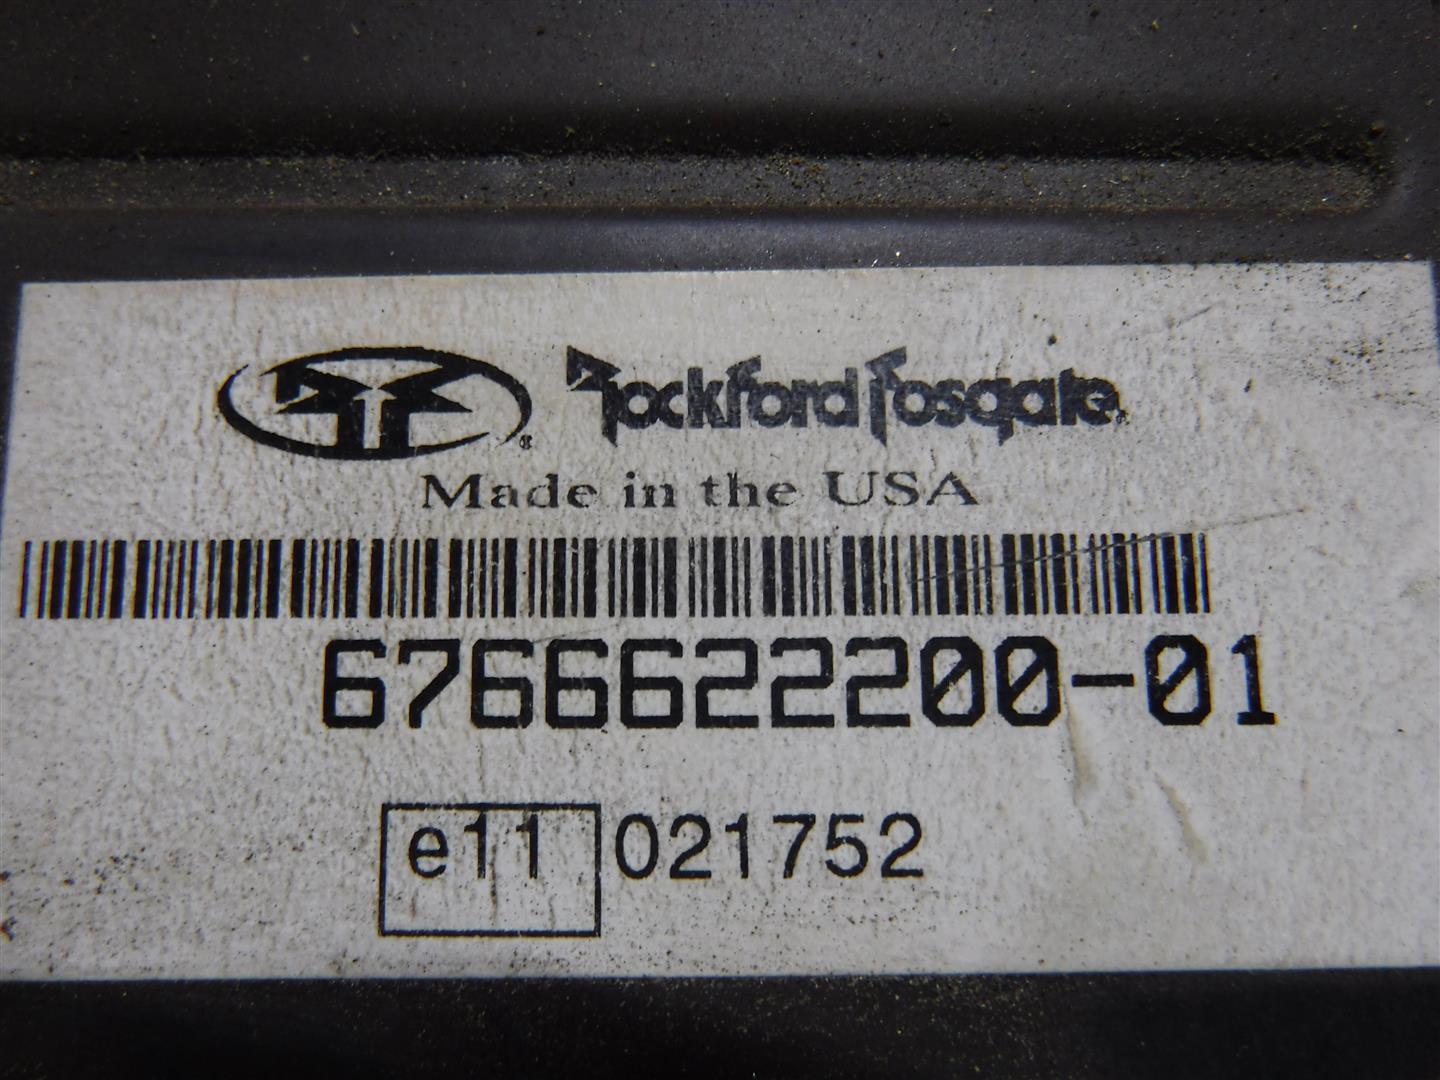 Rockford Fosgate®
Made in the USA
6766622200-01
e11 021752